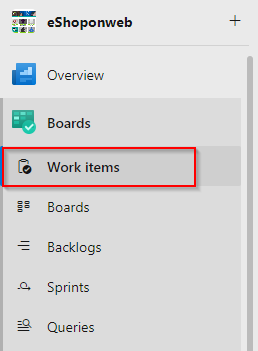 eShoponweb +
Overview
Boards
Work items
Boards
Backlogs
Sprints
Queries